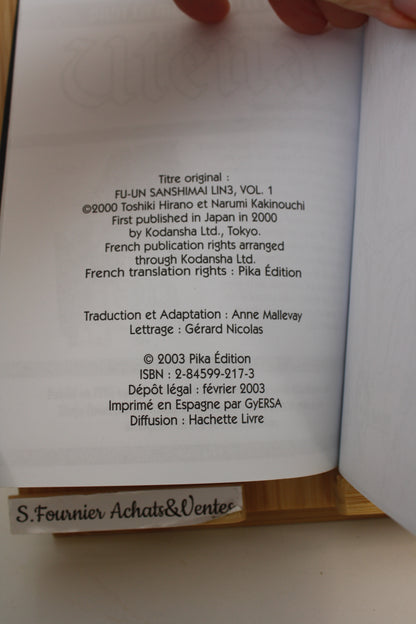 Titre original :
FU-UN SANSHIMAI LIN3, VOL. 1
©2000 Toshiki Hirano et Narumi Kakinouchi
First published in Japan in 2000
by Kodansha Ltd., Tokyo.
French publication rights arranged
through Kodansha Ltd.
French translation rights : Pika Édition
Traduction et Adaptation : Anne Mallevay
Lettrage : Gérard Nicolas
© 2003 Pika Édition
ISBN : 2-84599-217-3
Dépôt légal : février 2003
Imprimé en Espagne par GyERSA
Diffusion : Hachette Livre
S.Fournier Achats&Ventes